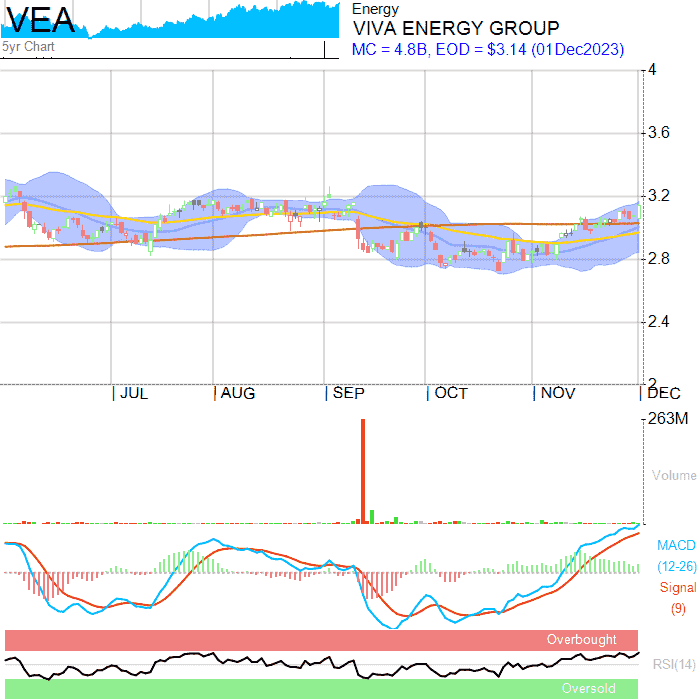 VEA
5yr Chart
Energy
VIVA ENERGY GROUP
MC = 4.8B, EOD = $3.14 (01Dec2023)
4
3.6
3.2
2.8
2.4
2
JUL
AUG
SEP
OCT
NOV
DEC
263M
Volume
MACD
(12-26)
Signal
(9)
Overbought
RSI(14)
Oversold